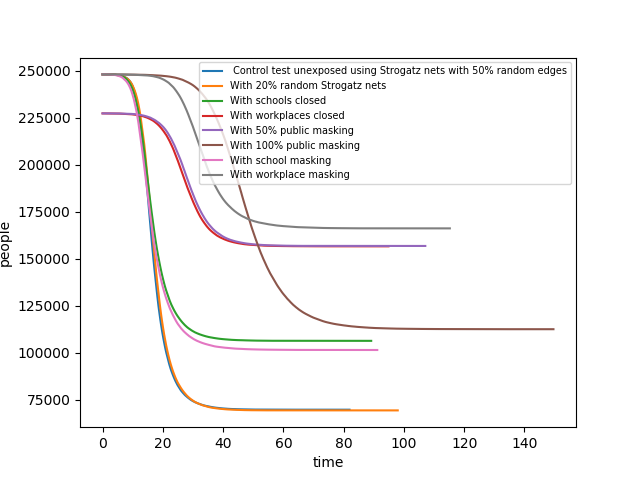 250000
225000
200000
175000
150000
125000
100000
75000
people
Control test unexposed using Strogatz nets with 50% random edges
With 20% random Strogatz nets
With schools closed
With workplaces closed
With 50% public masking
With 100% public masking
With school masking
With workplace masking
0 20 40 60 80 100 120 140
time